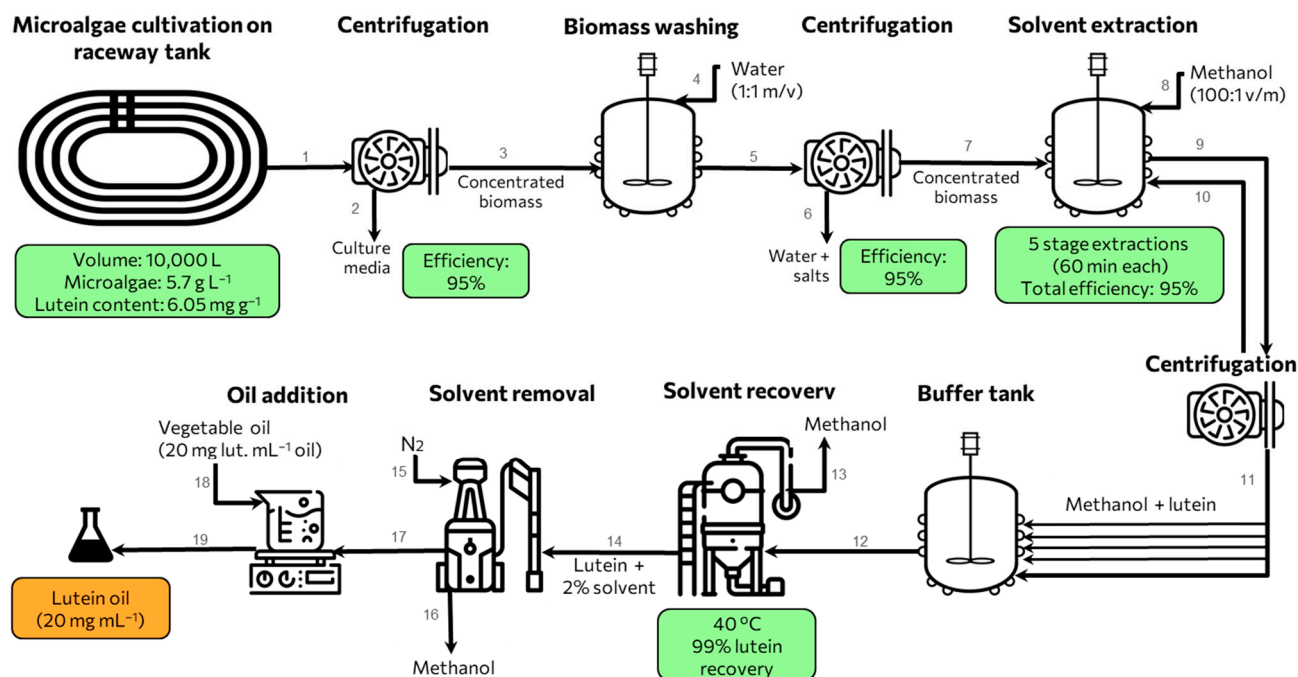 Microalgae cultivation on
raceway tank
Centrifugation
Biomass washing
Centrifugation
Solvent extraction
4
Water
(1:1 m/v)
8
Methanol
(100:1 v/m)
1
3
Concentrated
biomass
5
7
Concentrated
biomass
9
10
2
Culture
media
6
Water +
salts
Volume: 10,000 L
Microalgae: 5.7 g L⁻¹
Lutein content: 6.05 mg g⁻¹
Efficiency:
95%
Efficiency:
95%
5 stage extractions
(60 min each)
Total efficiency: 95%
Centrifugation
Oil addition
Solvent removal
Solvent recovery
Buffer tank
Vegetable oil
(20 mg lut. mL⁻¹ oil)
18
N2
15
Methanol
13
11
Methanol + lutein
19
17
14
Lutein +
2% solvent
12
16
Methanol
Lutein oil
(20 mg mL⁻¹)
40 °C
99% lutein
recovery